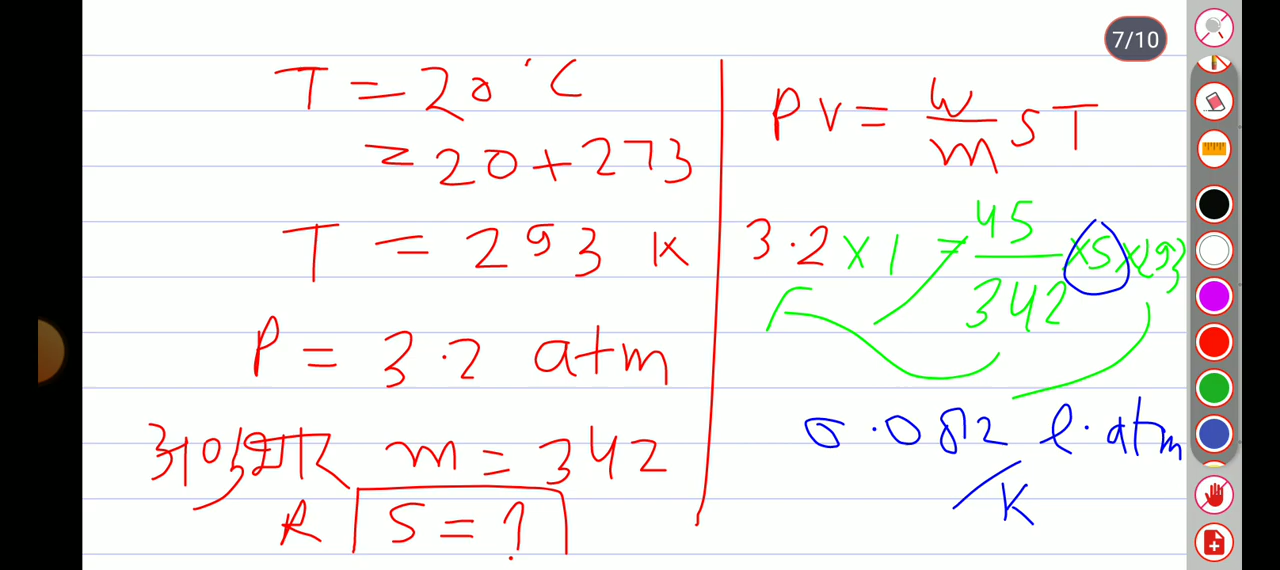 7/10
T = 20°C
= 20 + 273
T = 293 K
P = 3.2 atm
m = 342
R S = ?
PV = w/m ST
3.2 × 1 = 45/342 × S × 293
0.082 l. atm
/K